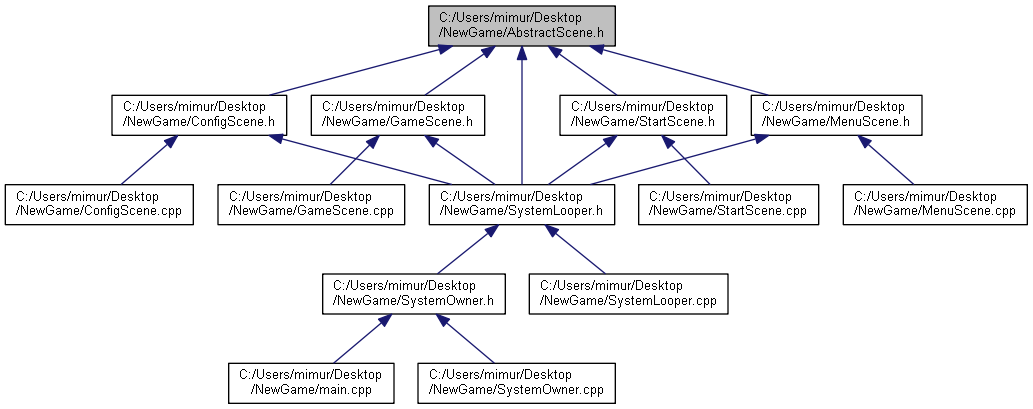 C:/Users/mimur/Desktop
/NewGame/AbstractScene.h
C:/Users/mimur/Desktop
/NewGame/ConfigScene.h
C:/Users/mimur/Desktop
/NewGame/GameScene.h
C:/Users/mimur/Desktop
/NewGame/StartScene.h
C:/Users/mimur/Desktop
/NewGame/MenuScene.h
C:/Users/mimur/Desktop
/NewGame/ConfigScene.cpp
C:/Users/mimur/Desktop
/NewGame/GameScene.cpp
C:/Users/mimur/Desktop
/NewGame/SystemLooper.h
C:/Users/mimur/Desktop
/NewGame/StartScene.cpp
C:/Users/mimur/Desktop
/NewGame/MenuScene.cpp
C:/Users/mimur/Desktop
/NewGame/SystemOwner.h
C:/Users/mimur/Desktop
/NewGame/SystemLooper.cpp
C:/Users/mimur/Desktop
/NewGame/main.cpp
C:/Users/mimur/Desktop
/NewGame/SystemOwner.cpp